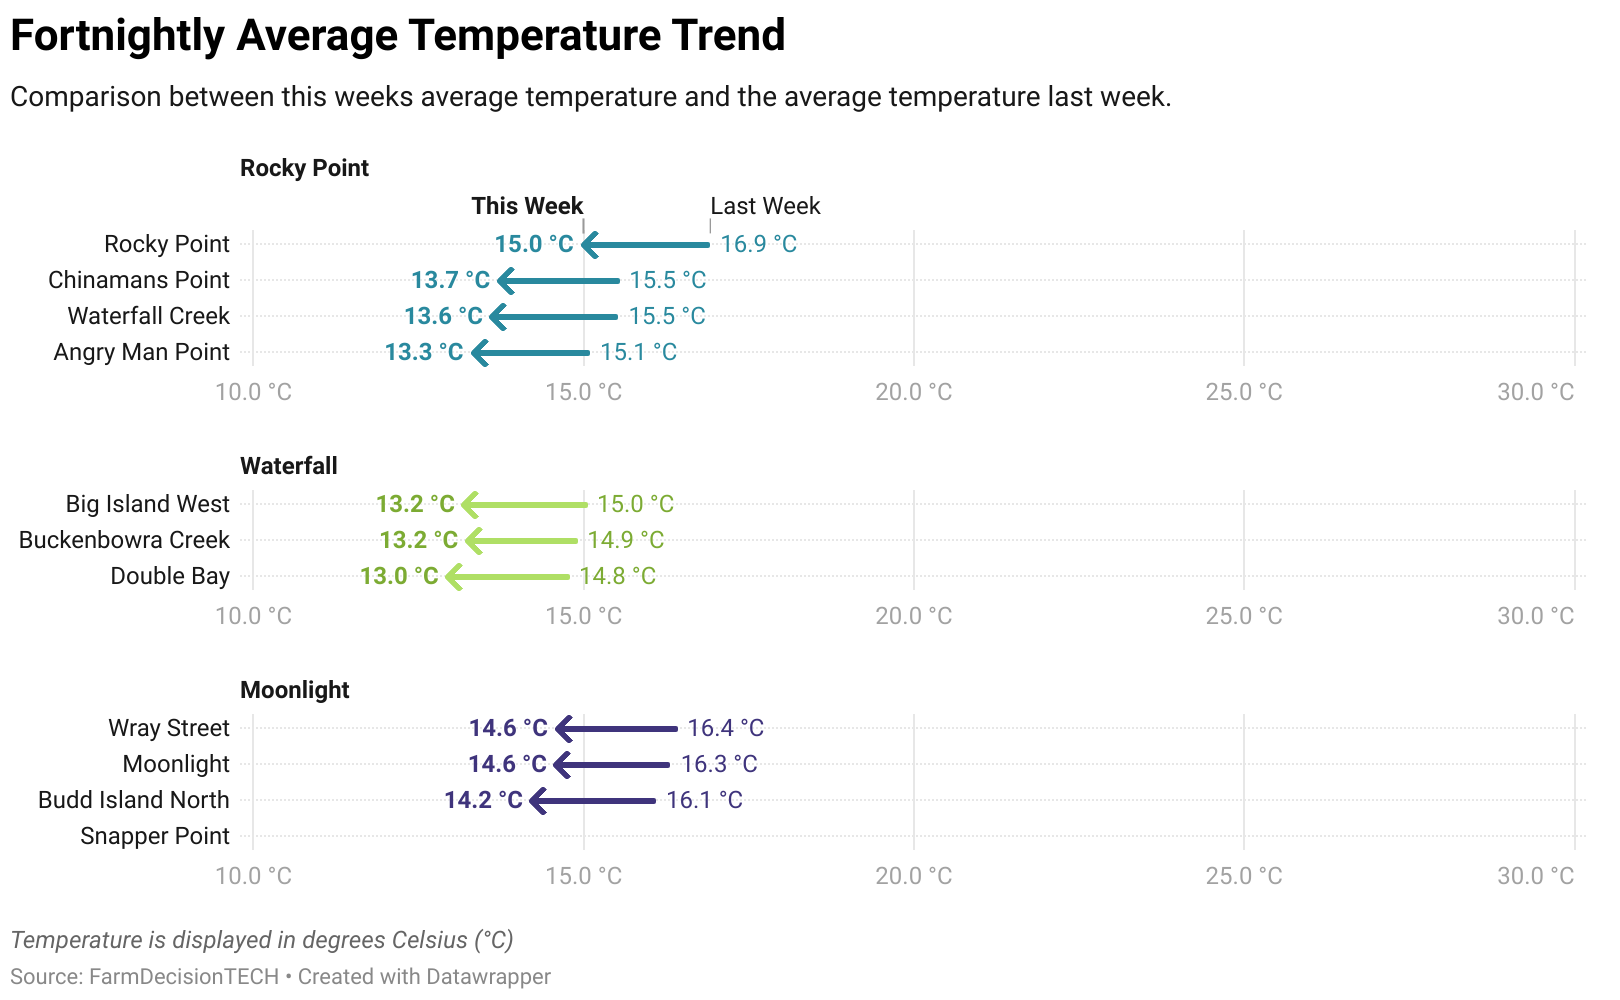 Fortnightly Average Temperature Trend
Comparison between this weeks average temperature and the average temperature last week.
Rocky Point
This Week Last Week
Rocky Point 15.0 °C 16.9 °C
Chinamans Point 13.7 °C 15.5 °C
Waterfall Creek 13.6 °C 15.5 °C
Angry Man Point 13.3 °C 15.1 °C
10.0 °C 15.0 °C 20.0 °C 25.0 °C 30.0 °C
Waterfall
Big Island West 13.2 °C 15.0 °C
Buckenbowra Creek 13.2 °C 14.9 °C
Double Bay 13.0 °C 14.8 °C
10.0 °C 15.0 °C 20.0 °C 25.0 °C 30.0 °C
Moonlight
Wray Street 14.6 °C 16.4 °C
Moonlight 14.6 °C 16.3 °C
Budd Island North 14.2 °C 16.1 °C
Snapper Point
10.0 °C 15.0 °C 20.0 °C 25.0 °C 30.0 °C
Temperature is displayed in degrees Celsius (°C)
Source: FarmDecisionTECH • Created with Datawrapper